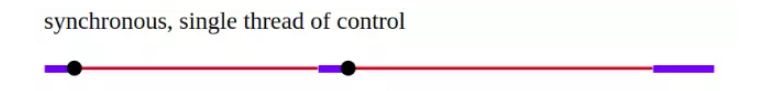 synchronous, single thread of control